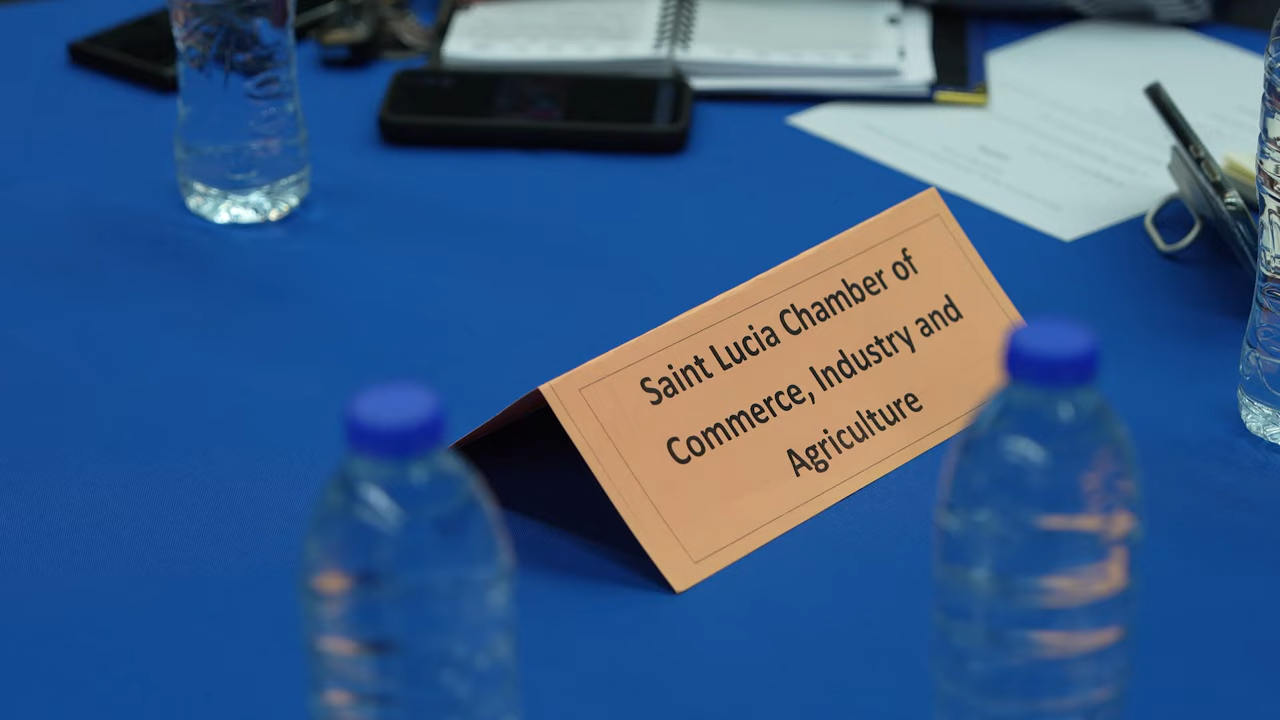 Saint Lucia Chamber of
Commerce, Industry and
Agriculture